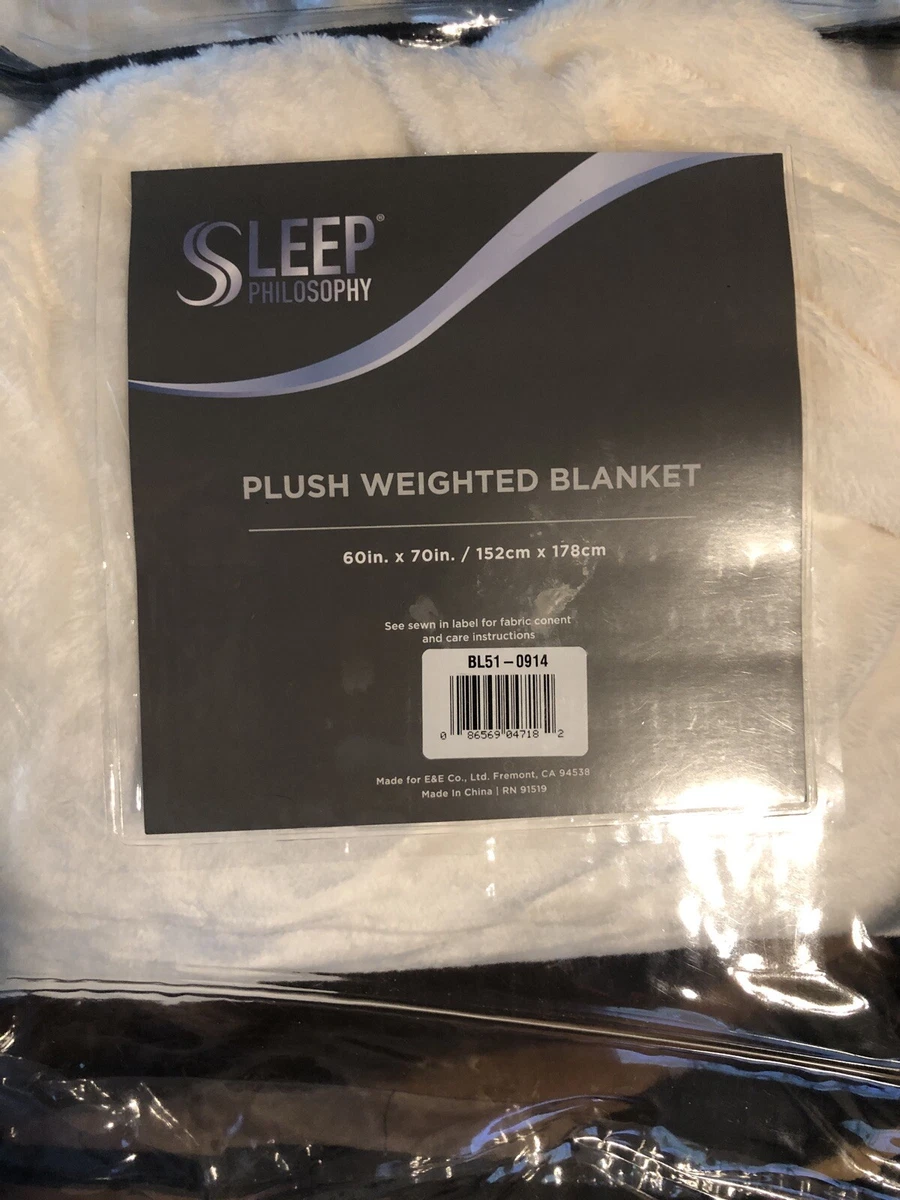 SLEEP®
PHILOSOPHY
PLUSH WEIGHTED BLANKET
60in. x 70in. / 152cm x 178cm
See sewn in label for fabric conent
and care instructions
BL51-0914
0 86569 04718 2
Made for E&E Co., Ltd. Fremont, CA 94538
Made In China | RN 91519